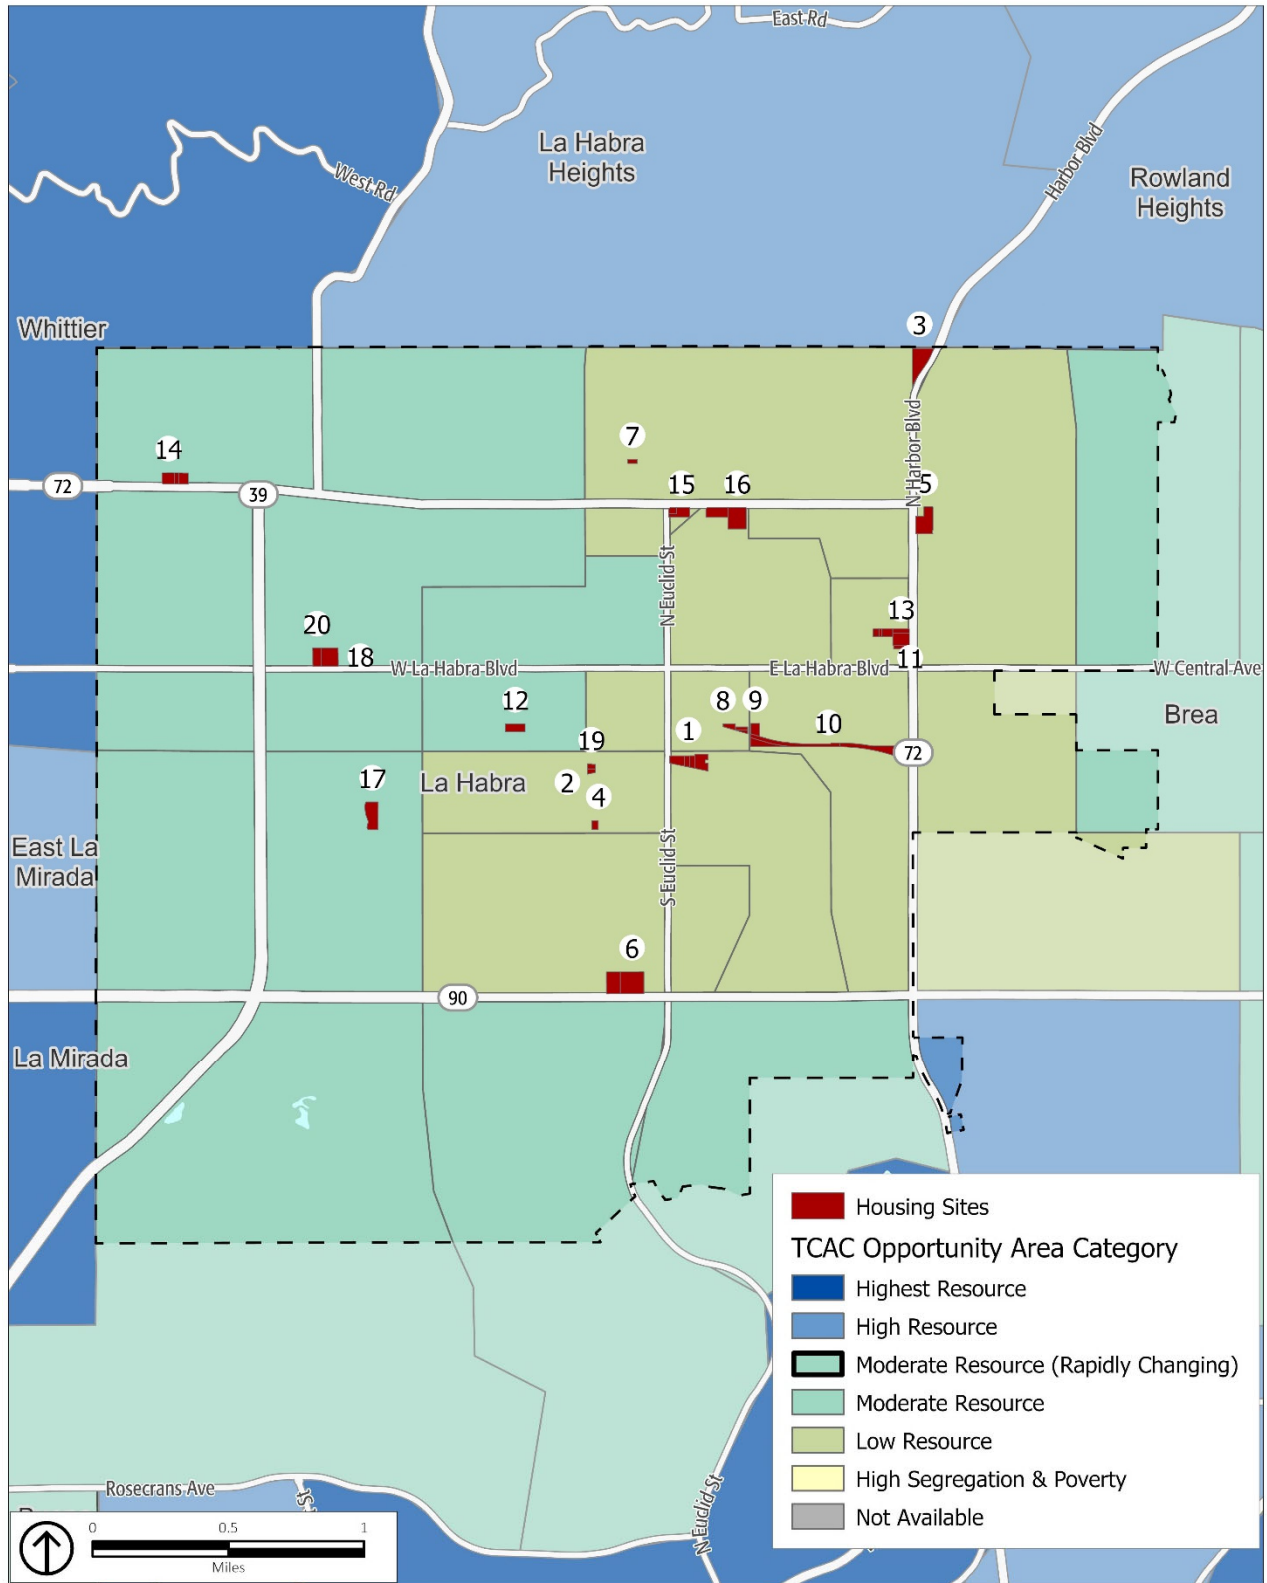 East Rd
La Habra
Heights
Harbor Blvd
West Rd
Rowland
Heights
Whittier
3
7
14
72
39
15
16
N Harbor Blvd
5
N Euclid St
13
20
18
W La Habra Blvd
E La Habra Blvd
11
W Central Ave
12
8
9
10
Brea
1
72
19
2
La Habra
17
4
East La
Mirada
S Euclid St
6
90
La Mirada
Housing Sites
TCAC Opportunity Area Category
Highest Resource
High Resource
Moderate Resource (Rapidly Changing)
Moderate Resource
Low Resource
High Segregation & Poverty
Not Available
Rosecrans Ave
N Euclid St
0 0.5 1
Miles